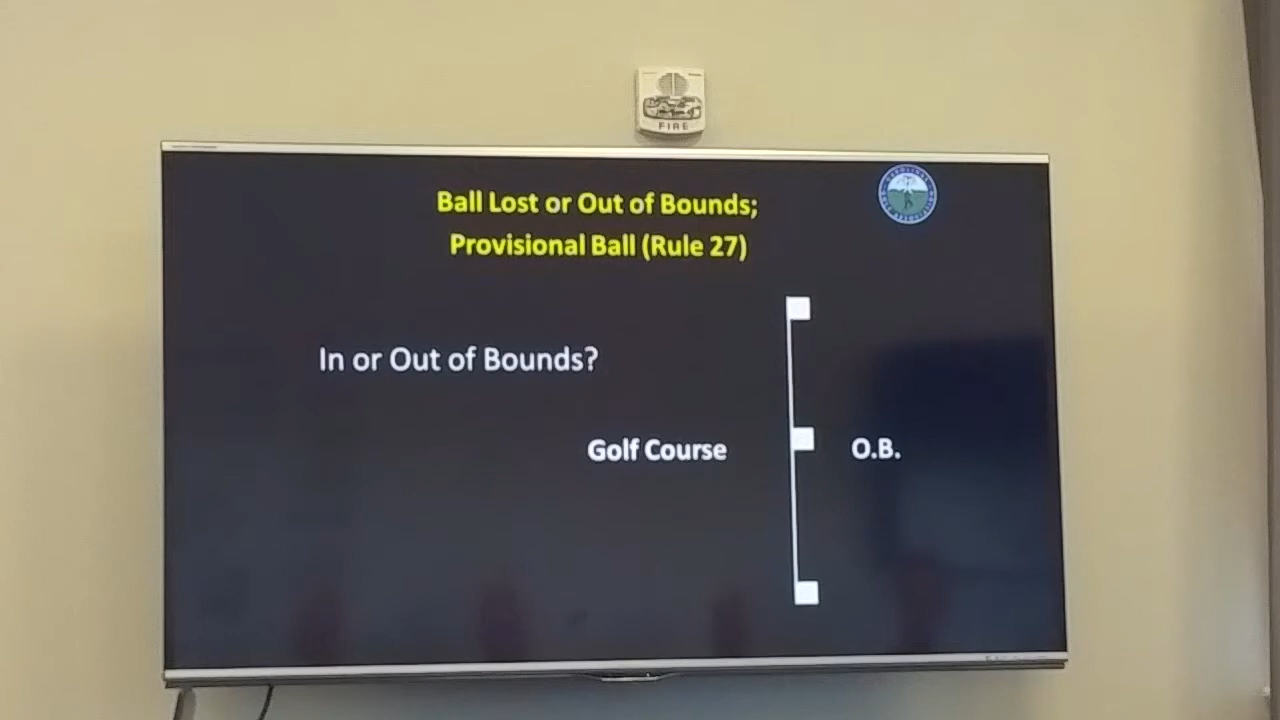 FIRE
Ball Lost or Out of Bounds;
Provisional Ball (Rule 27)
In or Out of Bounds?
Golf Course
O.B.